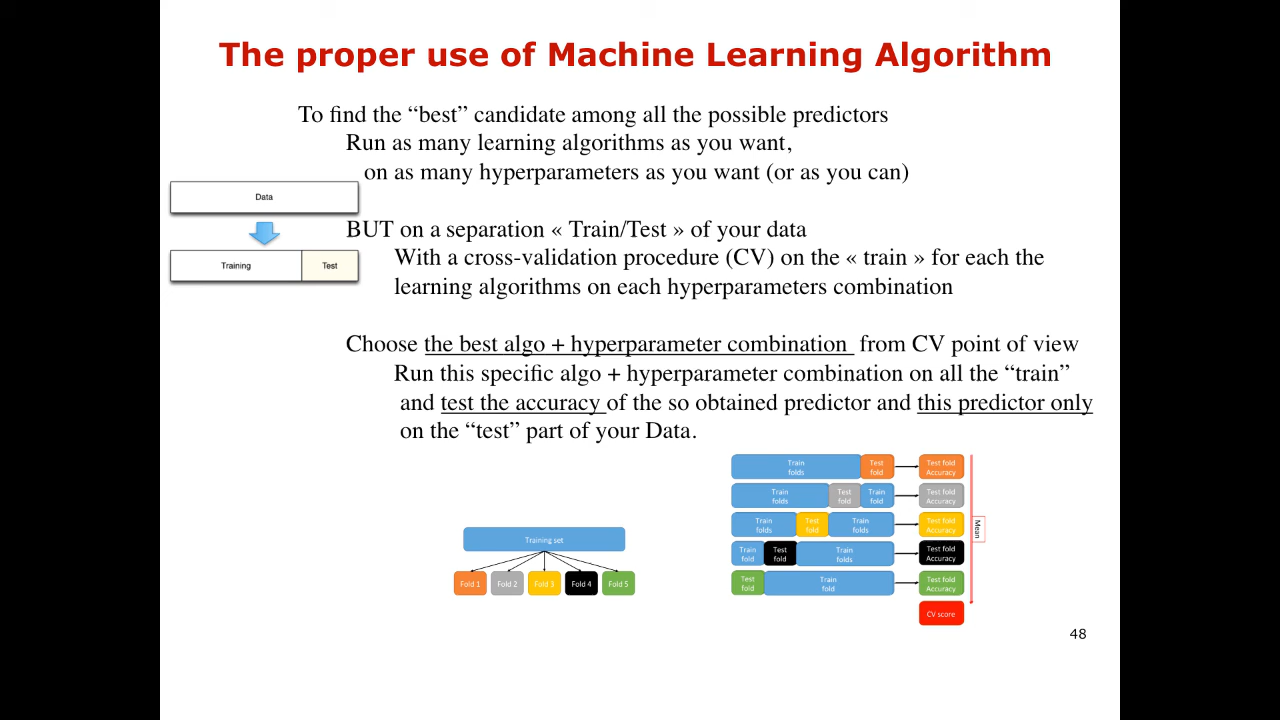 The proper use of Machine Learning Algorithm
To find the “best” candidate among all the possible predictors
Run as many learning algorithms as you want,
on as many hyperparameters as you want (or as you can)
Data
BUT on a separation « Train/Test » of your data
Training Test
With a cross-validation procedure (CV) on the « train » for each the
learning algorithms on each hyperparameters combination
Choose the best algo + hyperparameter combination from CV point of view
Run this specific algo + hyperparameter combination on all the “train”
and test the accuracy of the so obtained predictor and this predictor only
on the “test” part of your Data.
Training set
Fold 1 Fold 2 Fold 3 Fold 4 Fold 5
Train
folds
Test
fold
Test fold
Accuracy
Train
folds
Test
fold
Train
fold
Test fold
Accuracy
Train
folds
Test
fold
Train
folds
Test fold
Accuracy
Train
fold
Test
fold
Train
folds
Test fold
Accuracy
Test
fold
Train
fold
Test fold
Accuracy
Mean
CV score
48